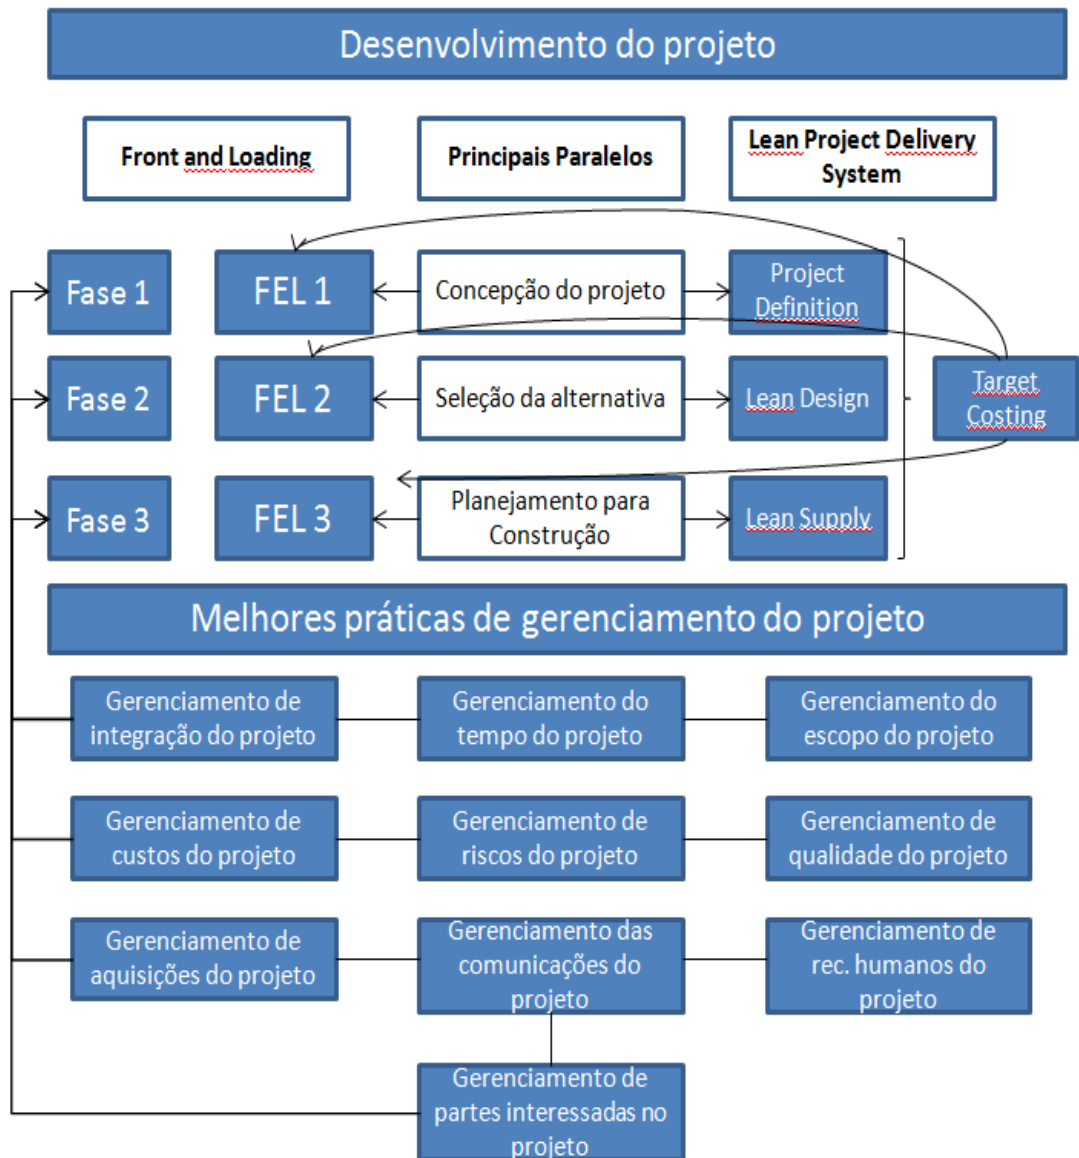 Desenvolvimento do projeto
Front and Loading
Principais Paralelos
Lean Project Delivery
System
Fase 1
FEL 1
Concepção do projeto
Project
Definition
Fase 2
FEL 2
Seleção da alternativa
Lean Design
Target
Costing
Fase 3
FEL 3
Planejamento para
Construção
Lean Supply
Melhores práticas de gerenciamento do projeto
Gerenciamento de
integração do projeto
Gerenciamento do
tempo do projeto
Gerenciamento do
escopo do projeto
Gerenciamento de
custos do projeto
Gerenciamento de
riscos do projeto
Gerenciamento de
qualidade do projeto
Gerenciamento de
aquisições do projeto
Gerenciamento das
comunicações do
projeto
Gerenciamento de
rec. humanos do
projeto
Gerenciamento de
partes interessadas no
projeto